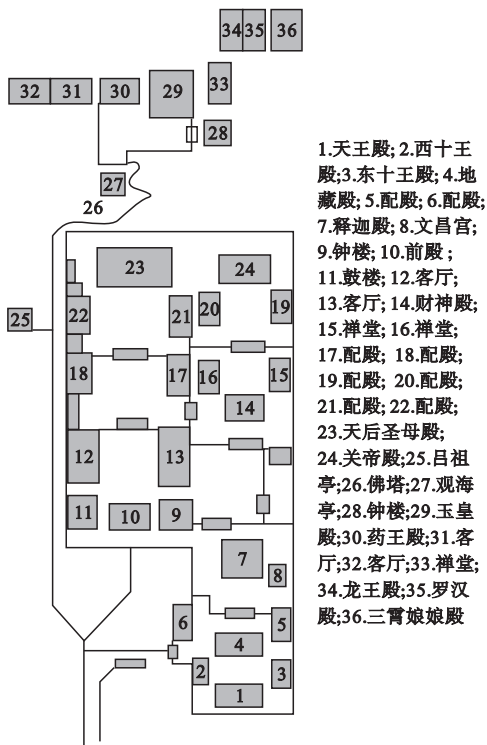 34 35 36
32 31 30 29 33
28
27
26
23 24
25 22 21 20 19
18 17 16 15
14
12 13
11 10 9
7
8
6 5
4
2 3
1
1.天王殿; 2.西十王
殿;3.东十王殿; 4.地
藏殿; 5.配殿; 6.配殿;
7.释迦殿; 8.文昌宫;
9.钟楼; 10.前殿 ;
11.鼓楼; 12.客厅;
13.客厅; 14.财神殿;
15.禅堂; 16.禅堂;
17.配殿; 18.配殿;
19.配殿; 20.配殿;
21.配殿; 22.配殿;
23.天后圣母殿;
24.关帝殿;25.吕祖
亭;26.佛塔;27.观海
亭;28.钟楼;29.玉皇
殿;30.药王殿;31.客
厅;32.客厅;33.禅堂;
34.龙王殿;35.罗汉
殿;36.三霄娘娘殿